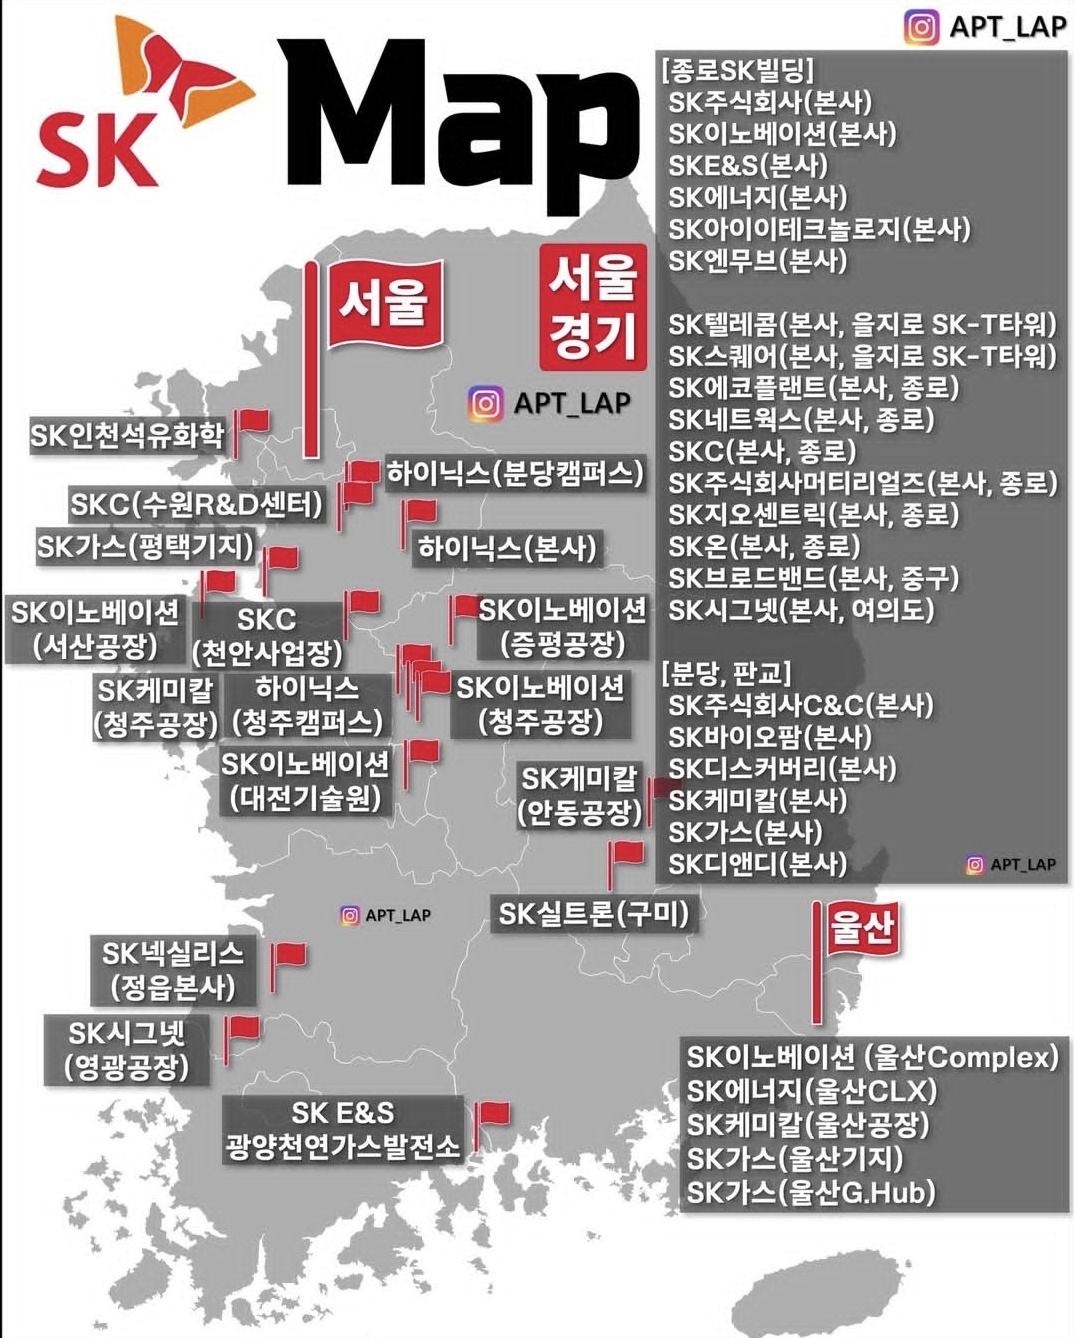 APT_LAP
SK
Map
[종로SK빌딩]
SK주식회사(본사)
SK이노베이션(본사)
SKE&S(본사)
SK에너지(본사)
SK아이이테크놀로지(본사)
SK엔무브(본사)
SK텔레콤(본사, 을지로 SK-T타워)
SK스퀘어(본사, 을지로 SK-T타워)
SK에코플랜트(본사, 종로)
SK네트웍스(본사, 종로)
SKC(본사, 종로)
SK주식회사머티리얼즈(본사, 종로)
SK지오센트릭(본사, 종로)
SK온(본사, 종로)
SK브로드밴드(본사, 중구)
SK시그넷(본사, 여의도)
[분당, 판교]
SK주식회사C&C(본사)
SK바이오팜(본사)
SK디스커버리(본사)
SK케미칼(본사)
SK가스(본사)
SK디앤디(본사)
APT_LAP
서울
서울
경기
APT_LAP
SK인천석유화학
하이닉스(분당캠퍼스)
SKC(수원R&D센터)
SK가스(평택기지)
하이닉스(본사)
SK이노베이션
(서산공장)
SKC
(천안사업장)
SK이노베이션
(증평공장)
SK케미칼
(청주공장)
하이닉스
(청주캠퍼스)
SK이노베이션
(청주공장)
SK이노베이션
(대전기술원)
SK케미칼
(안동공장)
SK실트론(구미)
APT_LAP
울산
SK넥실리스
(정읍본사)
SK시그넷
(영광공장)
SK E&S
광양천연가스발전소
SK이노베이션 (울산Complex)
SK에너지(울산CLX)
SK케미칼(울산공장)
SK가스(울산기지)
SK가스(울산G.Hub)